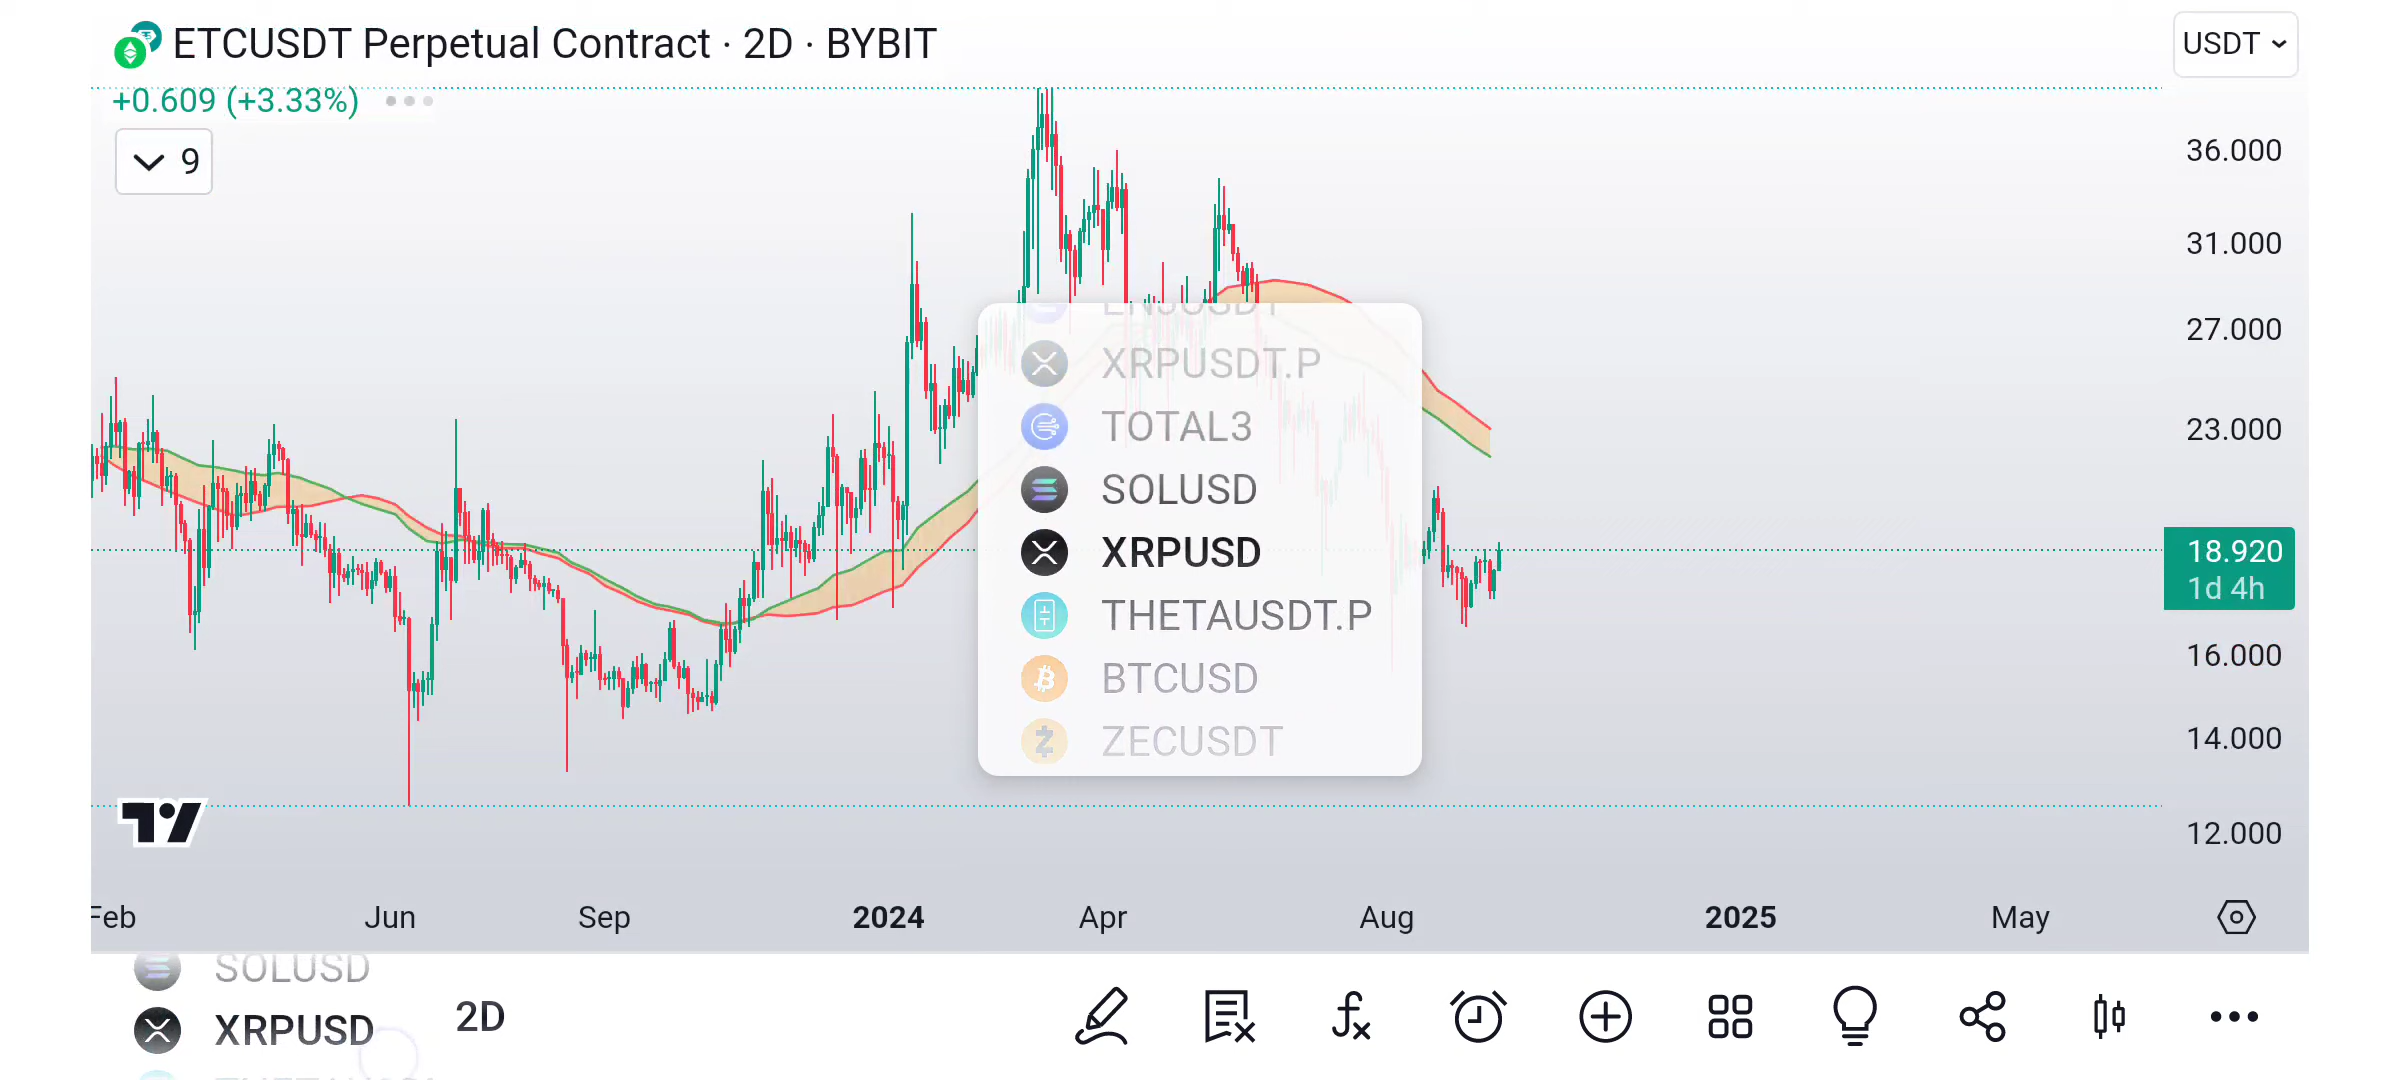 ETCUSDT Perpetual Contract · 2D · BYBIT
USDT
+0.609 (+3.33%)
9
36.000
31.000
27.000
23.000
18.920
1d 4h
16.000
14.000
12.000
XRPUSDT.P
TOTAL3
SOLUSD
XRPUSD
THETAUSDT.P
BTCUSD
ZECUSDT
Feb Jun Sep 2024 Apr Aug 2025 May
SOLUSD
XRPUSD
2D